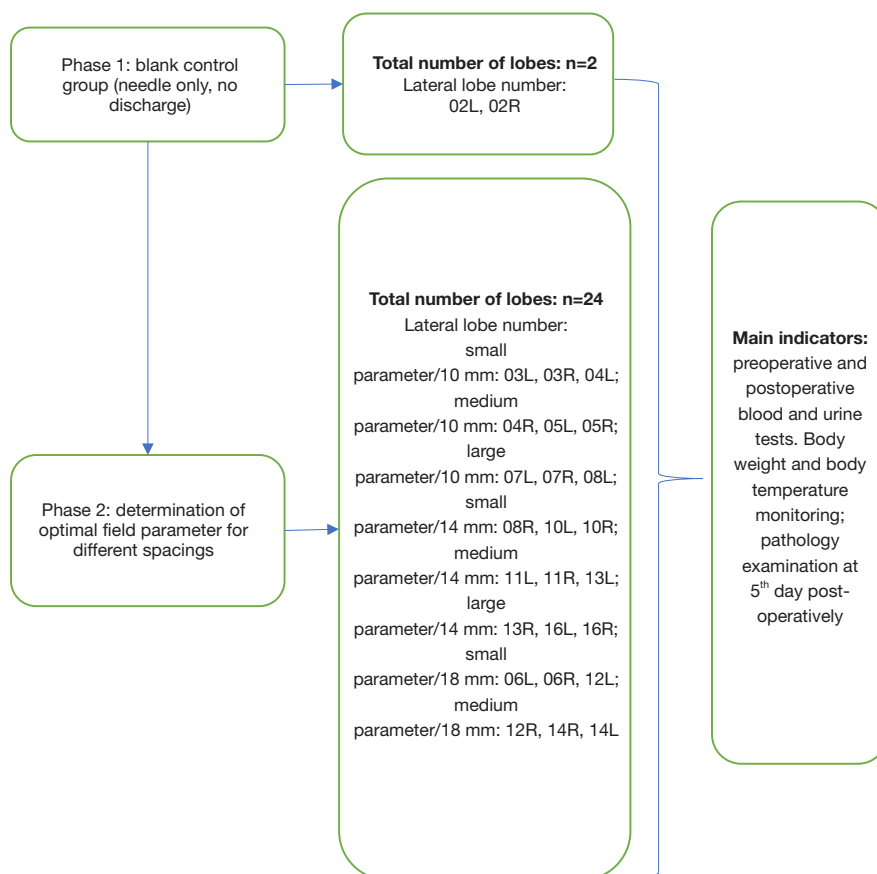 Phase 1: blank control
group (needle only, no
discharge)
Total number of lobes: n=2
Lateral lobe number:
02L, 02R
Total number of lobes: n=24
Lateral lobe number:
small
parameter/10 mm: 03L, 03R, 04L;
medium
parameter/10 mm: 04R, 05L, 05R;
large
parameter/10 mm: 07L, 07R, 08L;
small
parameter/14 mm: 08R, 10L, 10R;
medium
parameter/14 mm: 11L, 11R, 13L;
large
parameter/14 mm: 13R, 16L, 16R;
small
parameter/18 mm: 06L, 06R, 12L;
medium
parameter/18 mm: 12R, 14R, 14L
Phase 2: determination of
optimal field parameter for
different spacings
Main indicators:
preoperative and
postoperative
blood and urine
tests. Body
weight and body
temperature
monitoring;
pathology
examination at
5th day post-
operatively